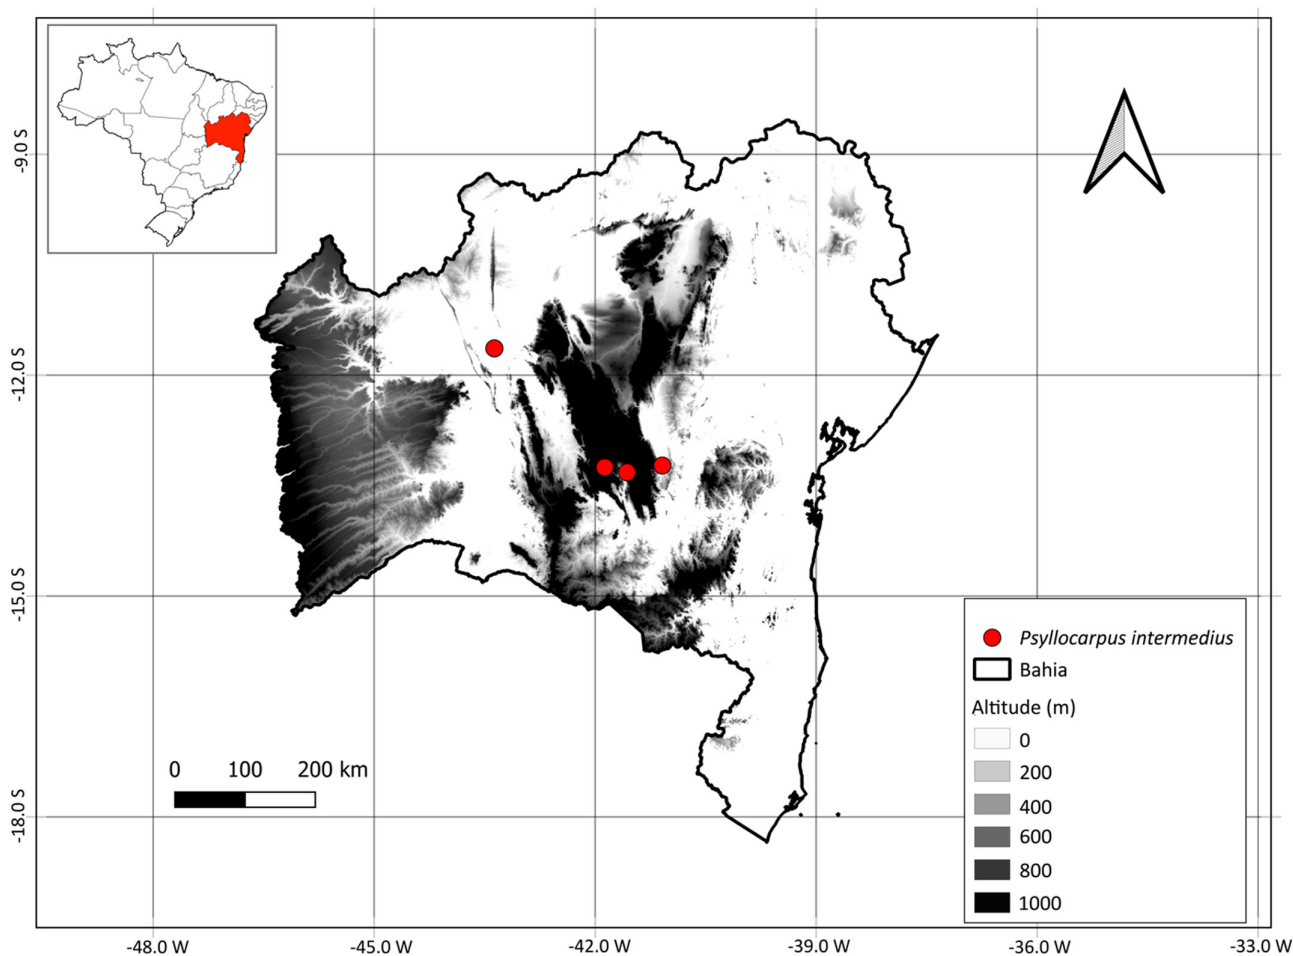 -9.0 S
-12.0 S
-15.0 S
-18.0 S
0 100 200 km
Psyllocarpus intermedius
Bahia
Altitude (m)
0
200
400
600
800
1000
-48.0 W -45.0 W -42.0 W -39.0 W -36.0 W -33.0 W